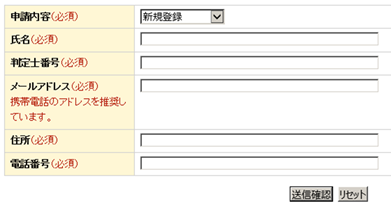 申請内容(必須) 新規登録
氏名(必須)
判定士番号(必須)
メールアドレス(必須)
携帯電話のアドレスを推奨し
ています。
住所(必須)
電話番号(必須)
送信確認 リセット